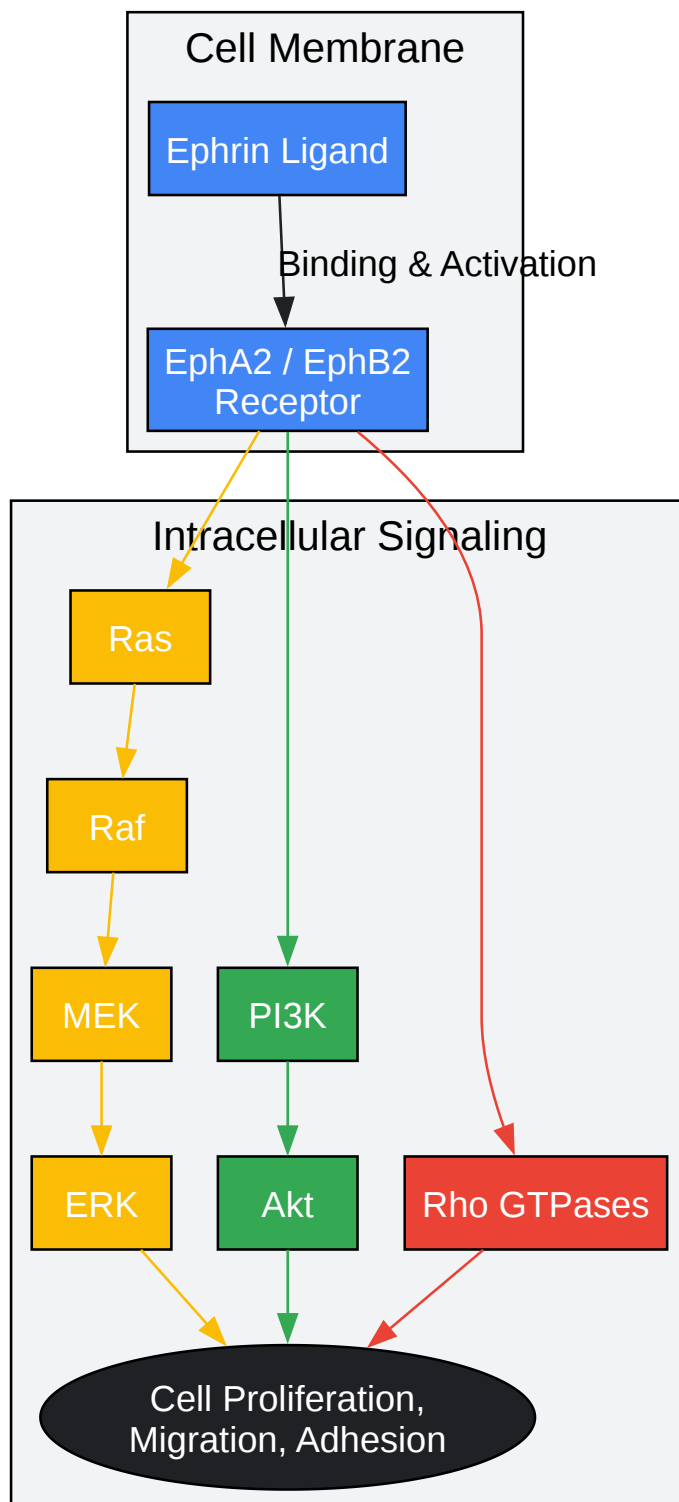 Cell Membrane
Ephrin Ligand
Binding & Activation
EphA2 / EphB2
Receptor
Intracellular Signaling
Ras
Raf
MEK
PI3K
ERK
Akt
Rho GTPases
Cell Proliferation,
Migration, Adhesion